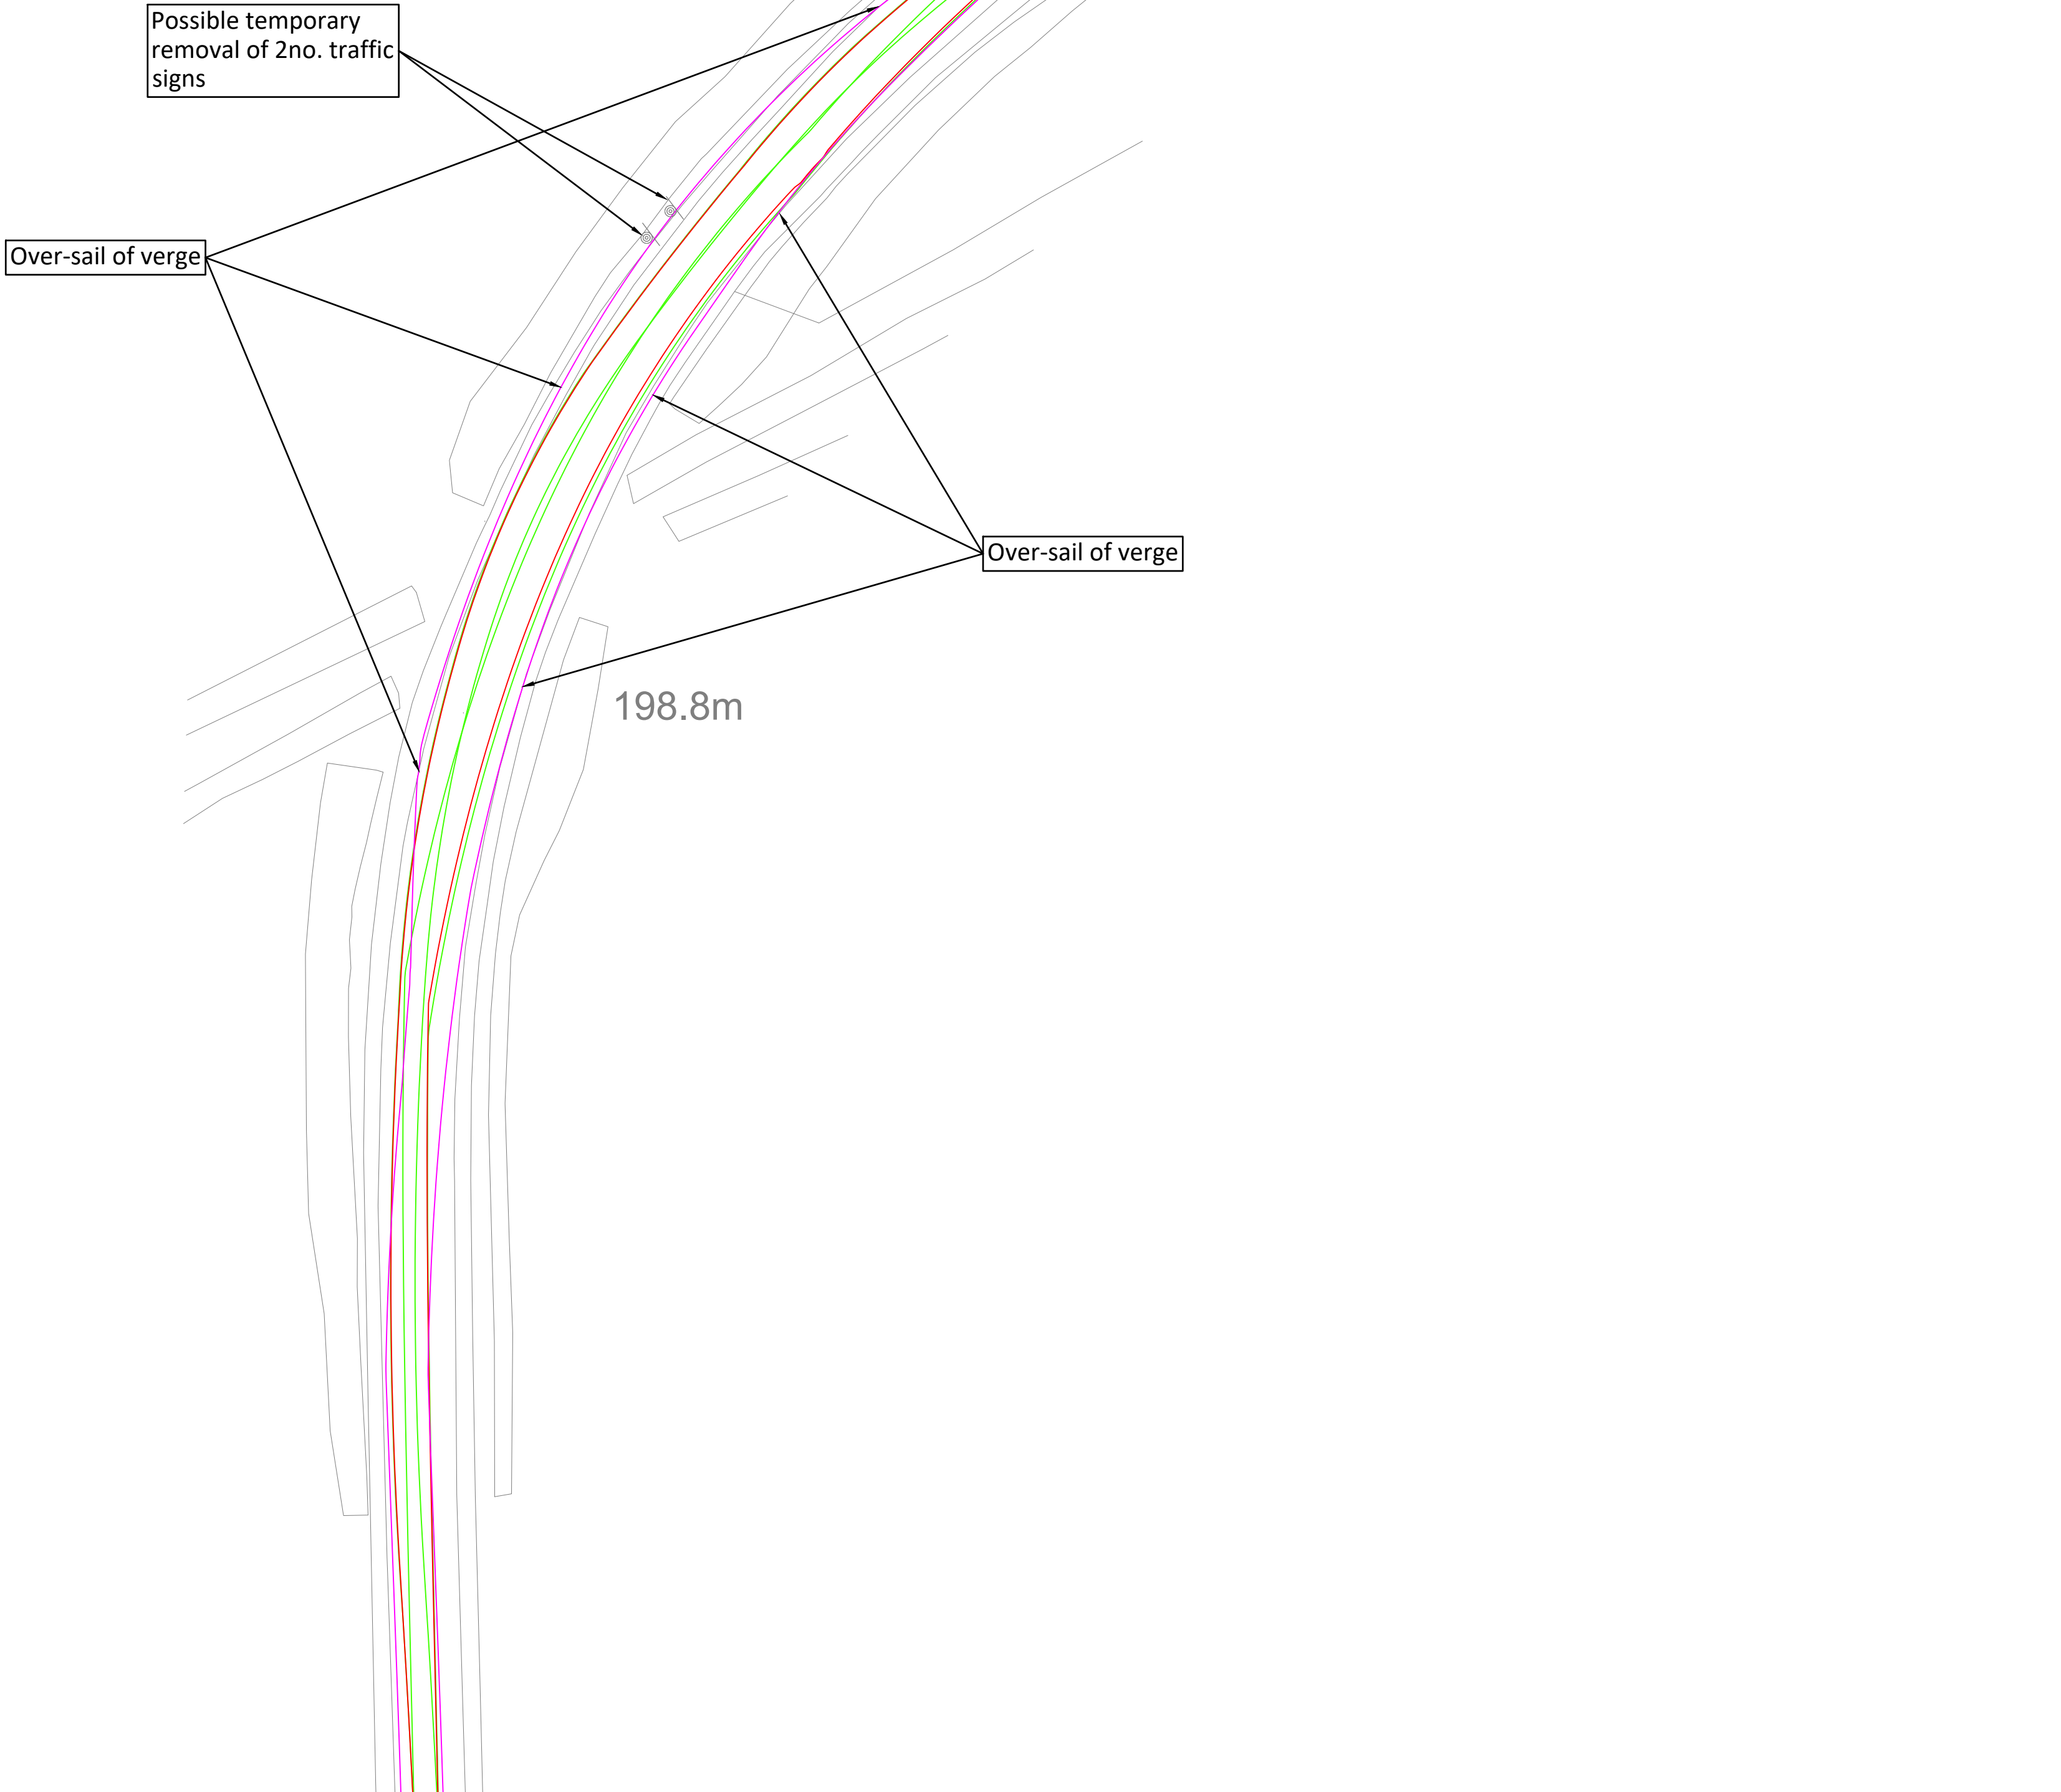 Possible temporary
removal of 2no. traffic
signs
Over-sail of verge
Over-sail of verge
198.8m